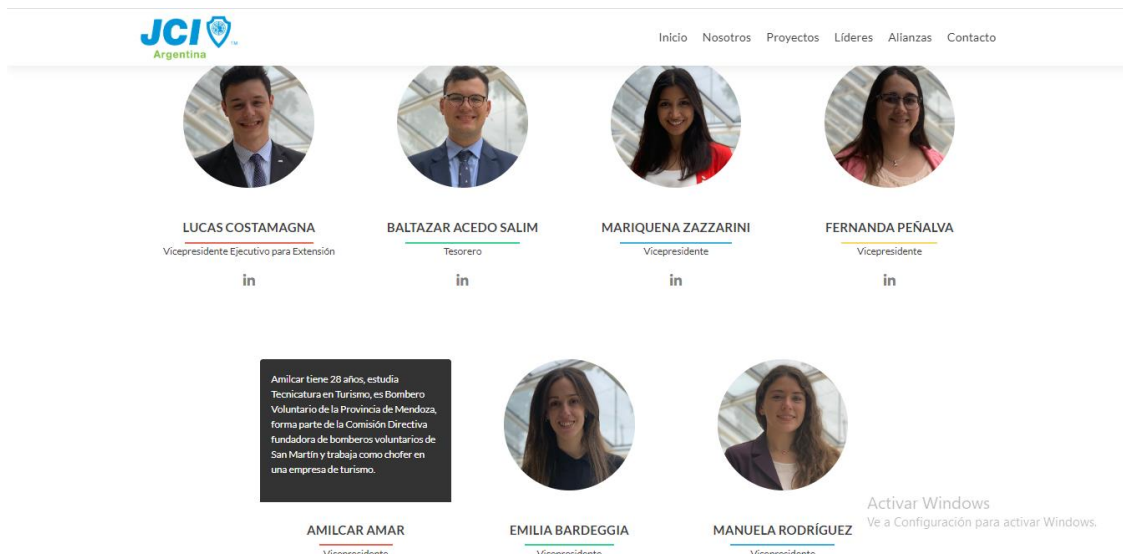 JCI
TM
Argentina
Inicio Nosotros Proyectos Líderes Alianzas Contacto
LUCAS COSTAMAGNA
Vicepresidente Ejecutivo para Extensión
in
BALTAZAR ACEDO SALIM
Tesorero
in
MARIQUENA ZAZZARINI
Vicepresidente
in
FERNANDA PEÑALVA
Vicepresidente
in
Amilcar tiene 28 años, estudia
Tecnicatura en Turismo, es Bombero
Voluntario de la Provincia de Mendoza,
forma parte de la Comisión Directiva
fundadora de bomberos voluntarios de
San Martín y trabaja como chofer en
una empresa de turismo.
AMILCAR AMAR
Vicepresidente
EMILIA BARDEGGIA
Vicepresidente
MANUELA RODRÍGUEZ
Vicepresidente
Activar Windows
Ve a Configuración para activar Windows.